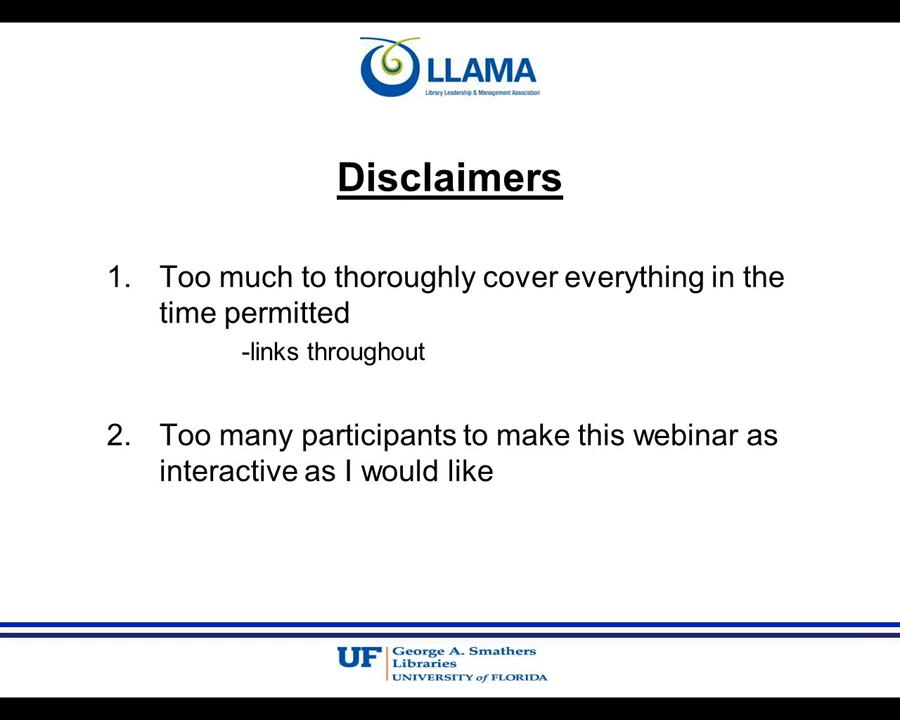 LLAMA
Library Leadership & Management Association
Disclaimers
1. Too much to thoroughly cover everything in the
time permitted
-links throughout
2. Too many participants to make this webinar as
interactive as I would like
UF George A. Smathers
Libraries
UNIVERSITY of FLORIDA